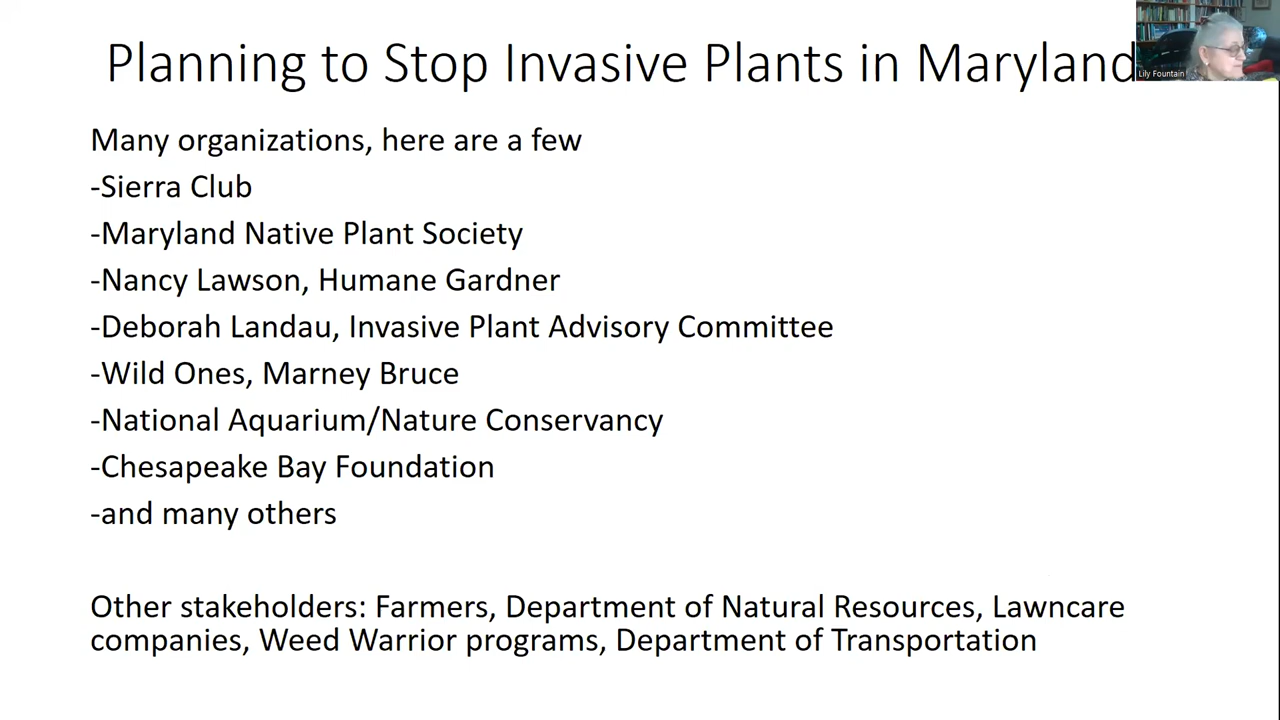 Planning to Stop Invasive Plants in Maryland
Lily Fountain
Many organizations, here are a few
-Sierra Club
-Maryland Native Plant Society
-Nancy Lawson, Humane Gardner
-Deborah Landau, Invasive Plant Advisory Committee
-Wild Ones, Marney Bruce
-National Aquarium/Nature Conservancy
-Chesapeake Bay Foundation
-and many others
Other stakeholders: Farmers, Department of Natural Resources, Lawncare
companies, Weed Warrior programs, Department of Transportation